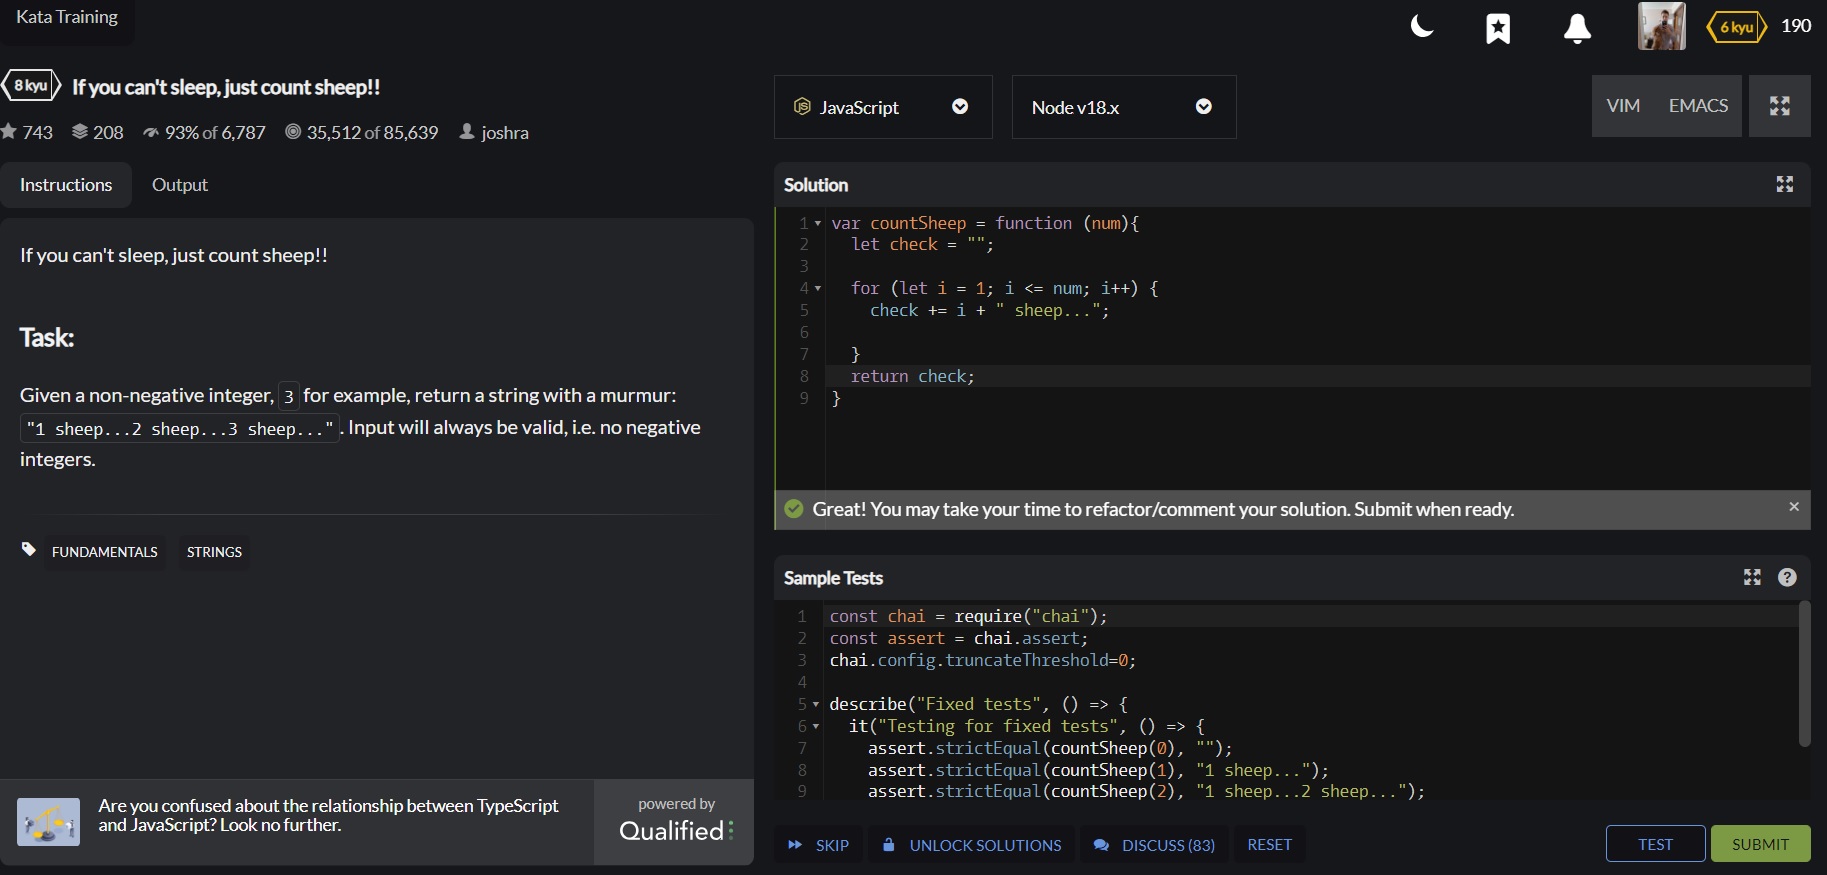 Kata Training
6 kyu 190
8 kyu If you can't sleep, just count sheep!!
743 208 93% of 6,787 35,512 of 85,639 joshra
Instructions Output
If you can't sleep, just count sheep!!
Task:
Given a non-negative integer, 3 for example, return a string with a murmur:
"1 sheep...2 sheep...3 sheep...". Input will always be valid, i.e. no negative
integers.
FUNDAMENTALS STRINGS
Are you confused about the relationship between TypeScript
and JavaScript? Look no further.
powered by
Qualified
JS JavaScript Node v18.x VIM EMACS
Solution
1 var countSheep = function (num){
2 let check = "";
3
4 for (let i = 1; i <= num; i++) {
5 check += i + " sheep...";
6
7 }
8 return check;
9 }
Great! You may take your time to refactor/comment your solution. Submit when ready. ×
Sample Tests ?
1 const chai = require("chai");
2 const assert = chai.assert;
3 chai.config.truncateThreshold=0;
4
5 describe("Fixed tests", () => {
6 it("Testing for fixed tests", () => {
7 assert.strictEqual(countSheep(0), "");
8 assert.strictEqual(countSheep(1), "1 sheep...");
9 assert.strictEqual(countSheep(2), "1 sheep...2 sheep...");
SKIP UNLOCK SOLUTIONS DISCUSS (83) RESET TEST SUBMIT